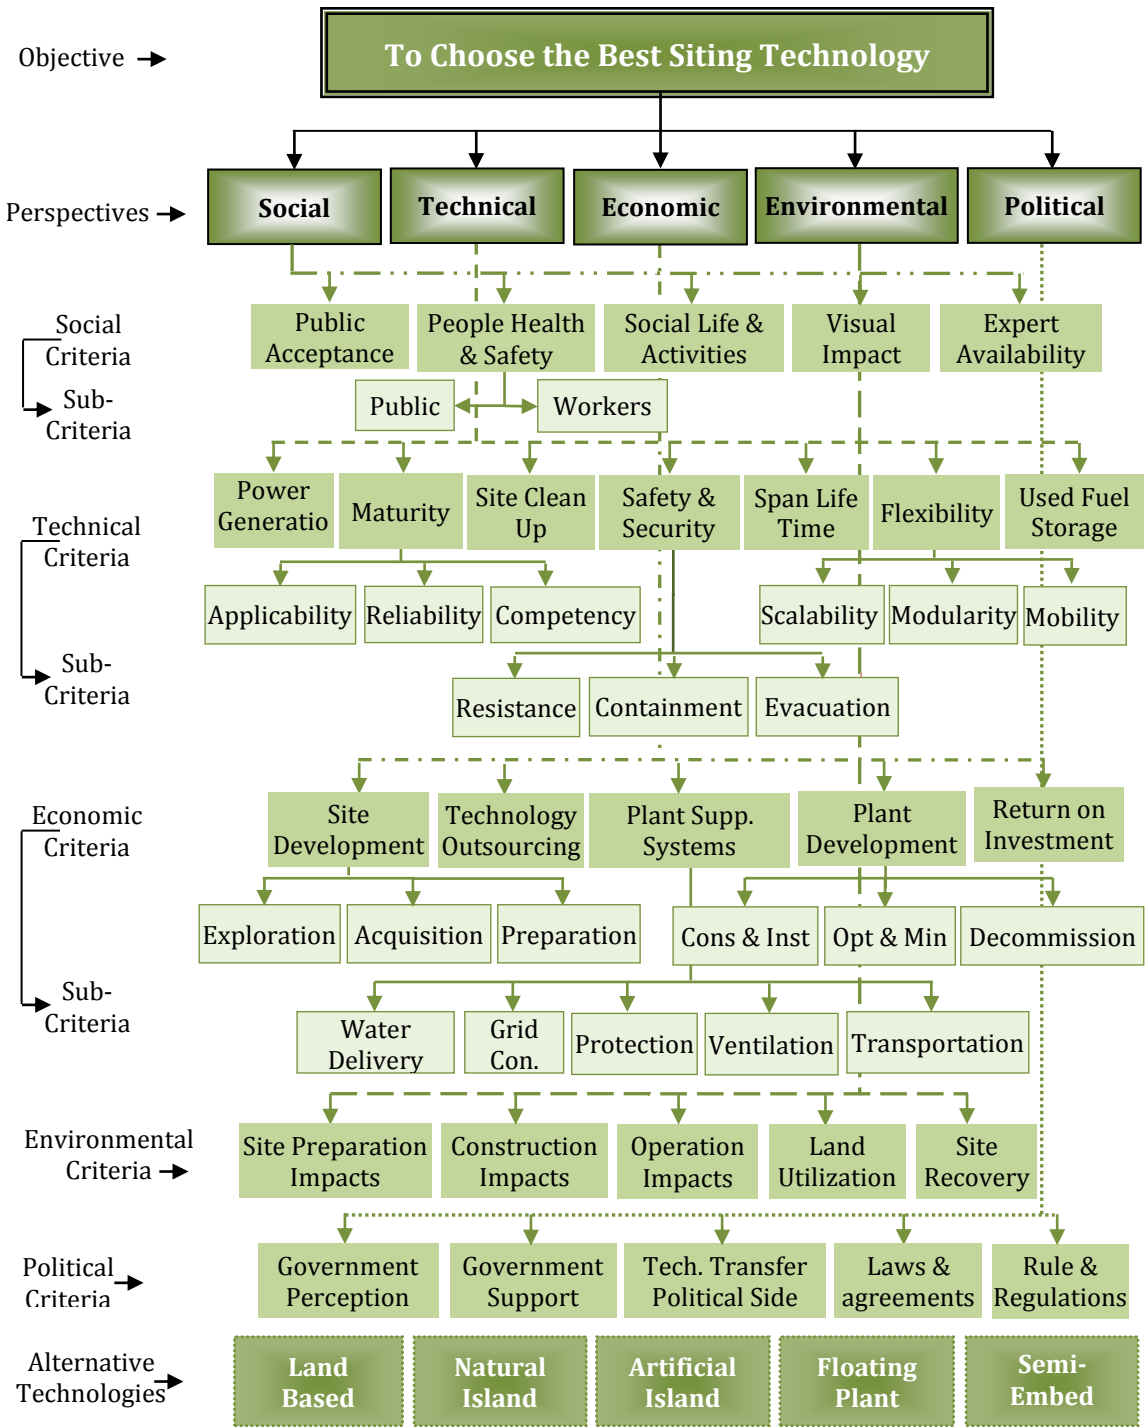 Objective
To Choose the Best Siting Technology
Perspectives
Social
Technical
Economic
Environmental
Political
Social
Criteria
Public
Acceptance
People Health
& Safety
Social Life &
Activities
Visual
Impact
Expert
Availability
Sub-
Criteria
Public
Workers
Technical
Criteria
Power
Generatio
Maturity
Site Clean
Up
Safety &
Security
Span Life
Time
Flexibility
Used Fuel
Storage
Applicability
Reliability
Competency
Scalability
Modularity
Mobility
Sub-
Criteria
Resistance
Containment
Evacuation
Economic
Criteria
Site
Development
Technology
Outsourcing
Plant Supp.
Systems
Plant
Development
Return on
Investment
Exploration
Acquisition
Preparation
Cons & Inst
Opt & Min
Decommission
Sub-
Criteria
Water
Delivery
Grid
Con.
Protection
Ventilation
Transportation
Environmental
Criteria
Site Preparation
Impacts
Construction
Impacts
Operation
Impacts
Land
Utilization
Site
Recovery
Political
Criteria
Government
Perception
Government
Support
Tech. Transfer
Political Side
Laws &
agreements
Rule &
Regulations
Alternative
Technologies
Land
Based
Natural
Island
Artificial
Island
Floating
Plant
Semi-
Embed